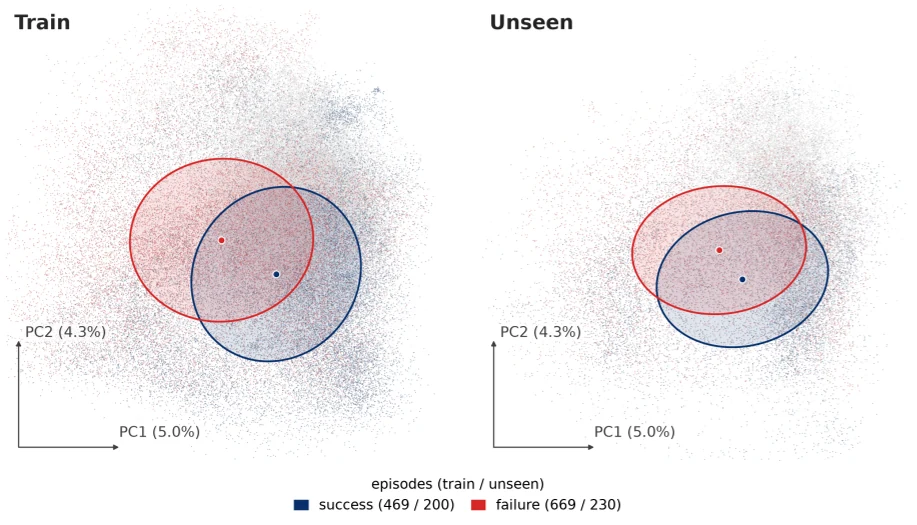 Train
Unseen
PC2 (4.3%)
PC2 (4.3%)
PC1 (5.0%)
PC1 (5.0%)
episodes (train / unseen)
success (469 / 200)
failure (669 / 230)